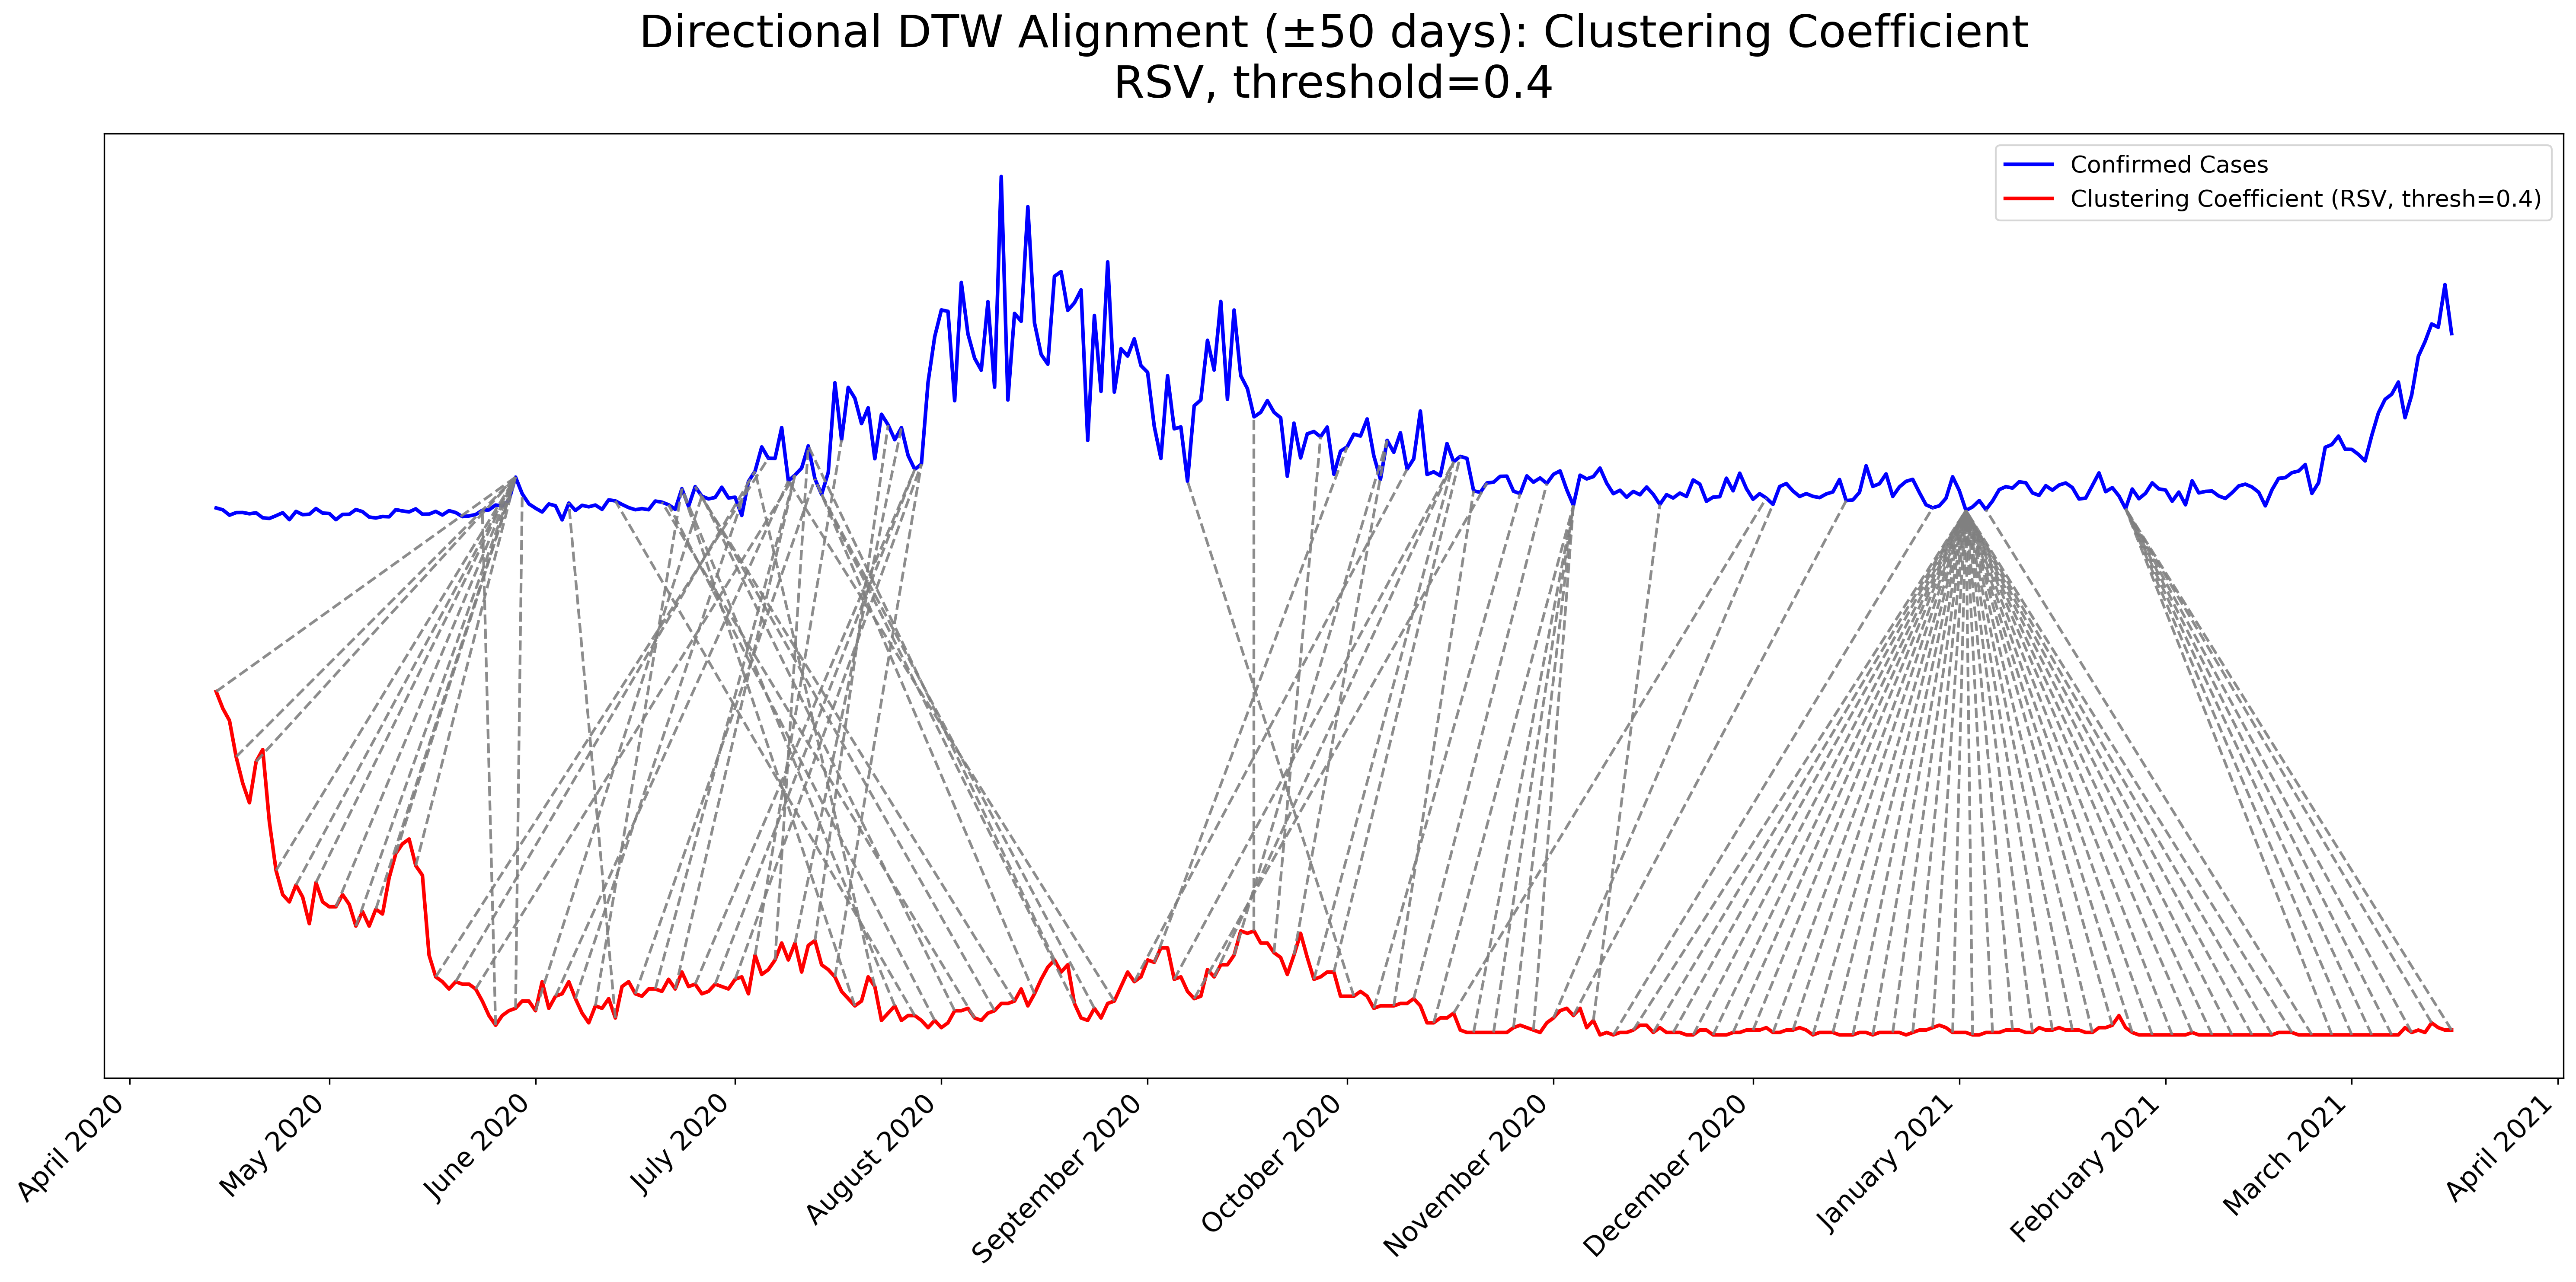 Directional DTW Alignment (±50 days): Clustering Coefficient
RSV, threshold=0.4
Confirmed Cases
Clustering Coefficient (RSV, thresh=0.4)
April 2020
May 2020
June 2020
July 2020
August 2020
September 2020
October 2020
November 2020
December 2020
January 2021
February 2021
March 2021
April 2021